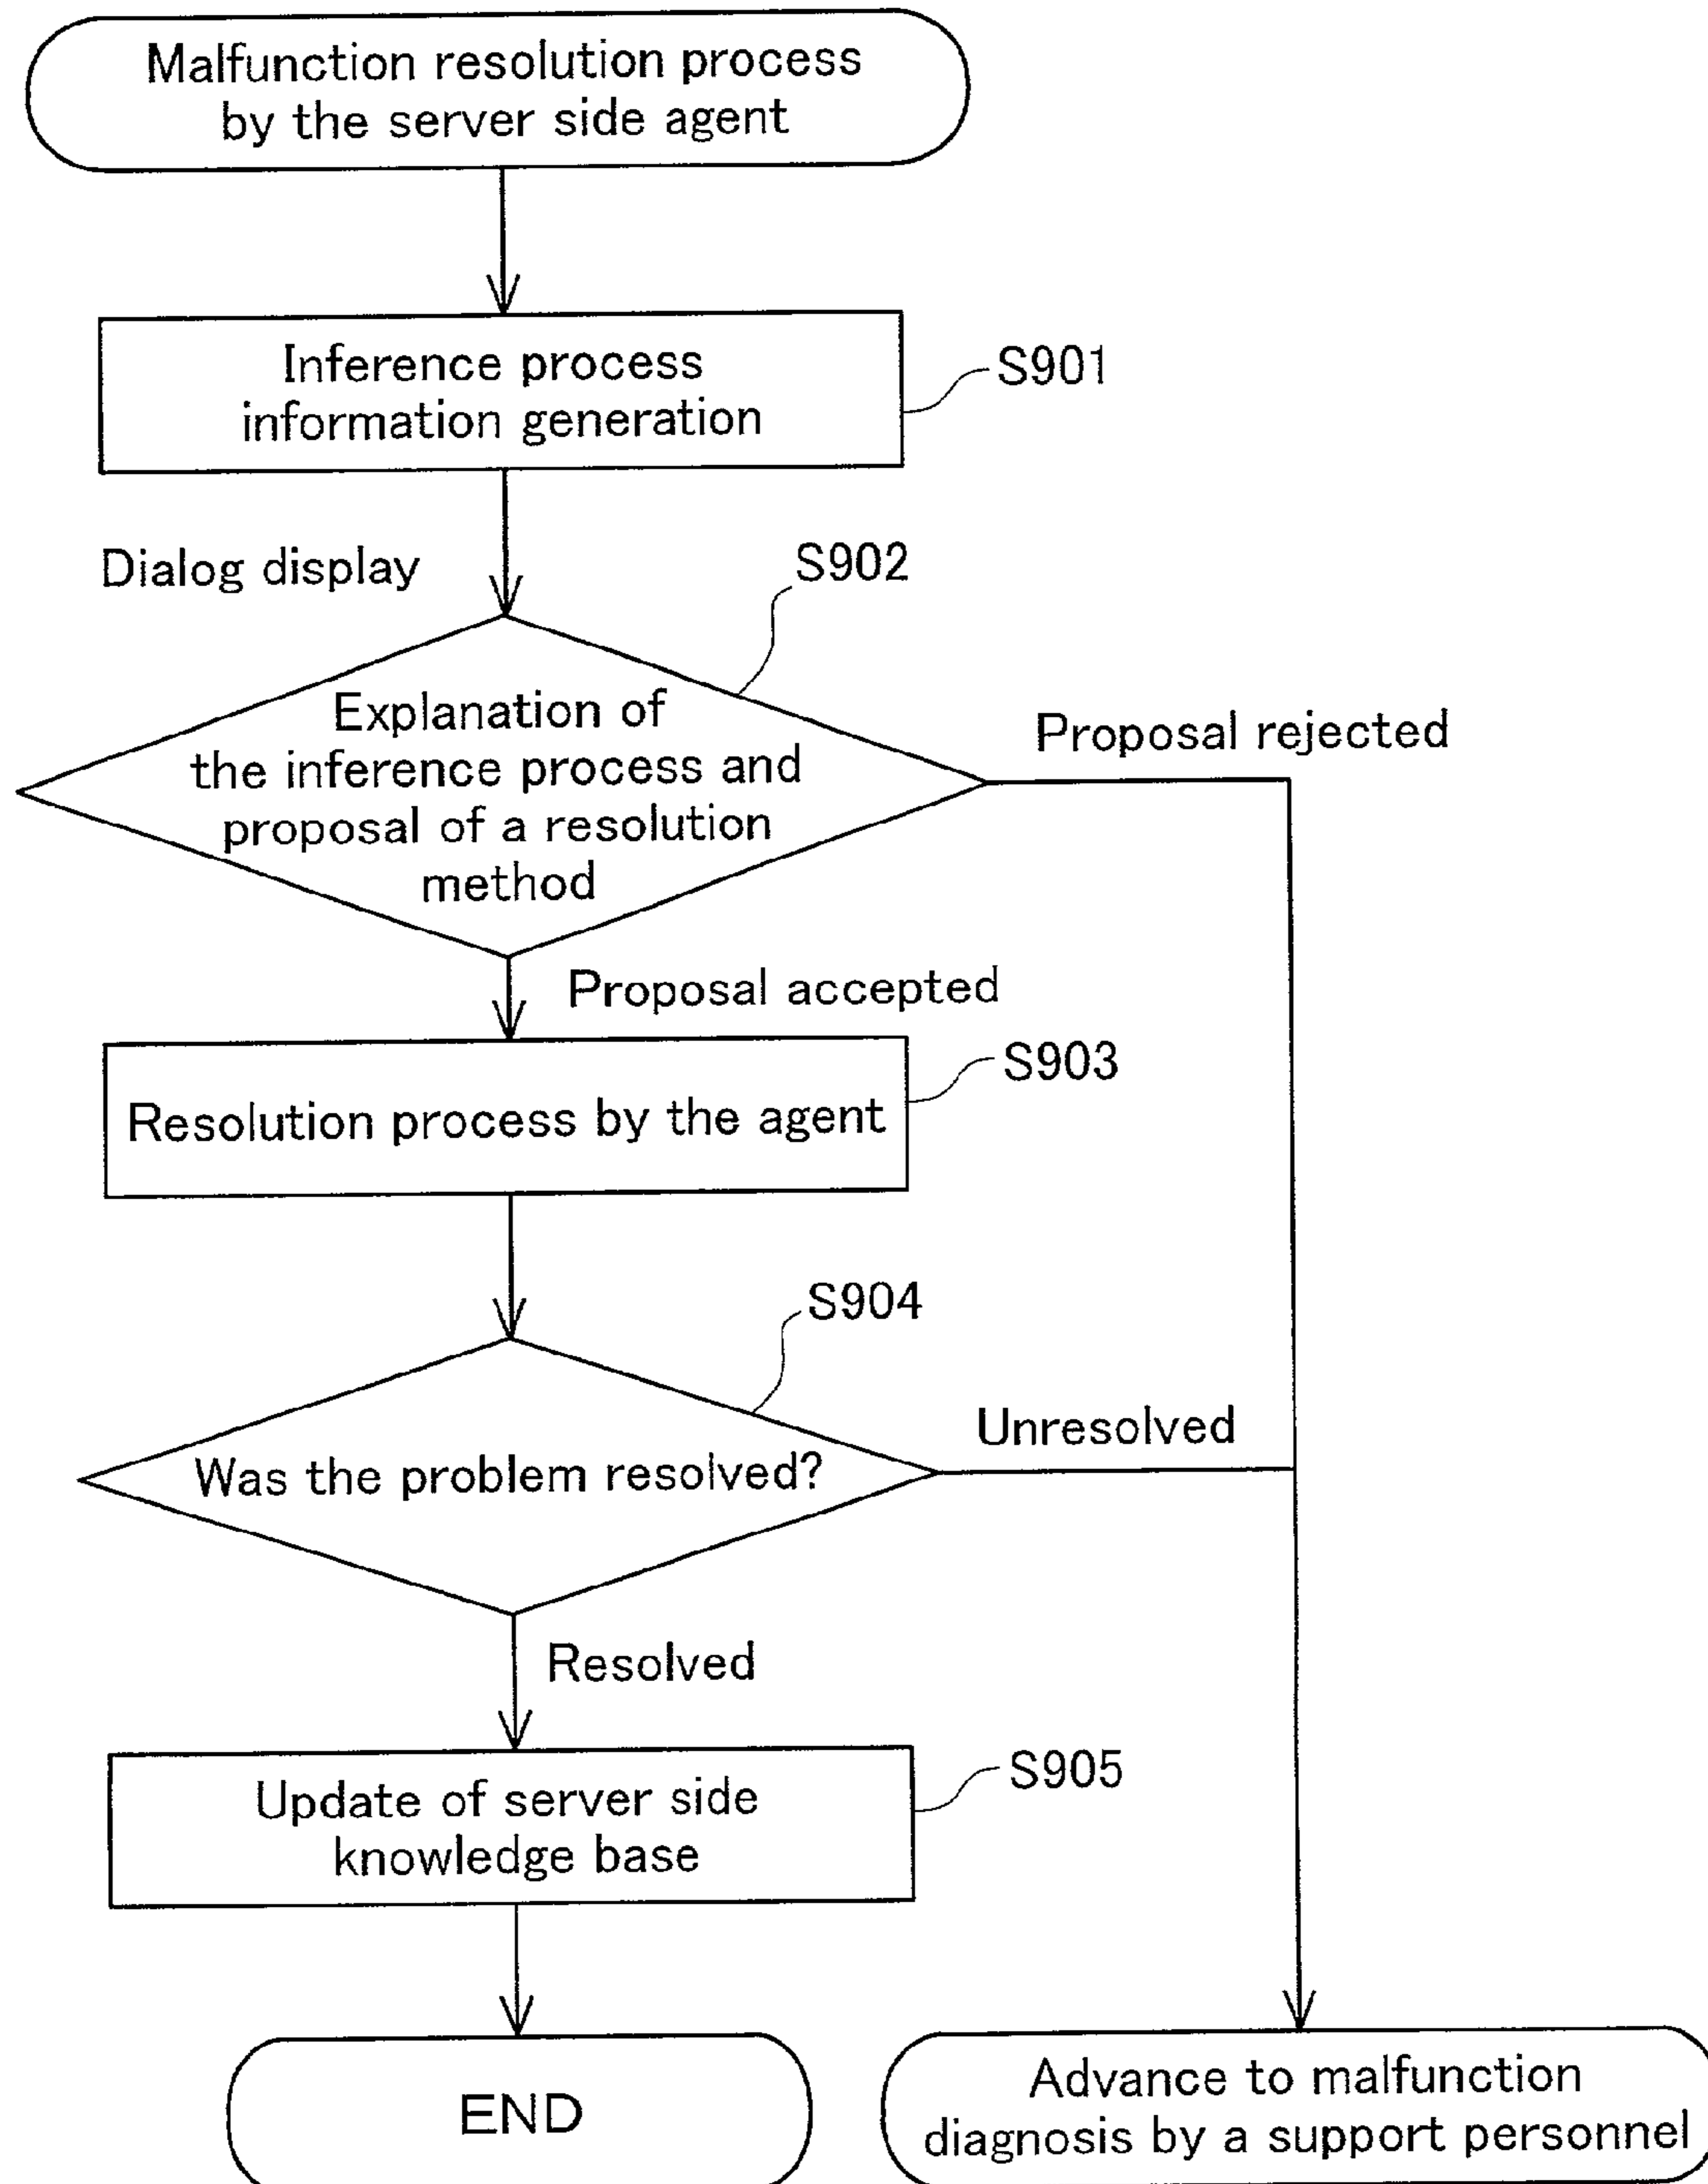 Malfunction resolution process
by the server side agent
Inference process
information generation
S901
Dialog display
S902
Explanation of
the inference process and
proposal of a resolution
method
Proposal rejected
Proposal accepted
S903
Resolution process by the agent
S904
Was the problem resolved?
Unresolved
Resolved
S905
Update of server side
knowledge base
END
Advance to malfunction
diagnosis by a support personnel